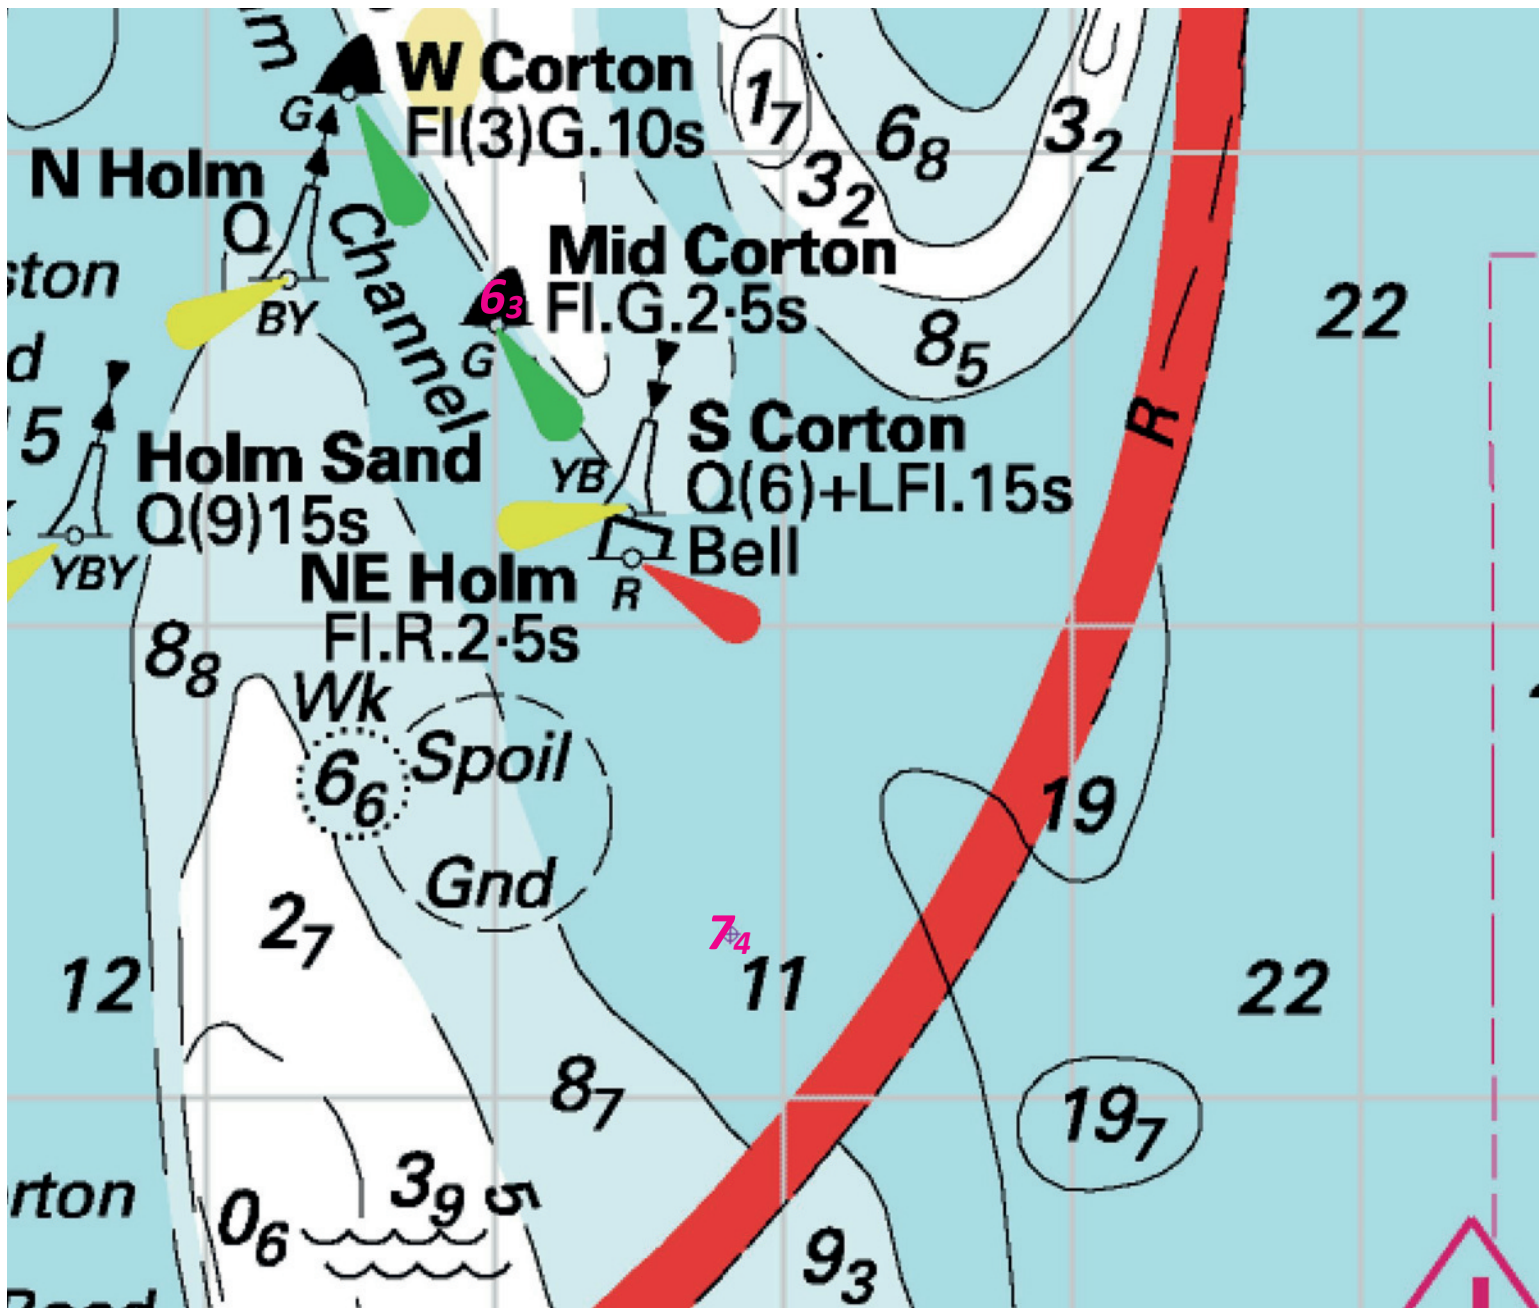 W Corton
Fl(3)G.10s
G
N Holm
Q
BY
Channel
1₇
3₂
6₈
3₂
Mid Corton
Fl.G.2·5s
6₃
G
8₅
22
R
5
Holm Sand
Q(9)15s
YBY
S Corton
Q(6)+LFl.15s
Bell
YB
R
NE Holm
Fl.R.2·5s
8₈
Wk
6₆
Spoil
Gnd
19
2₇
7₄
11
12
22
8₇
19₇
3₉
5
0₆
9₃